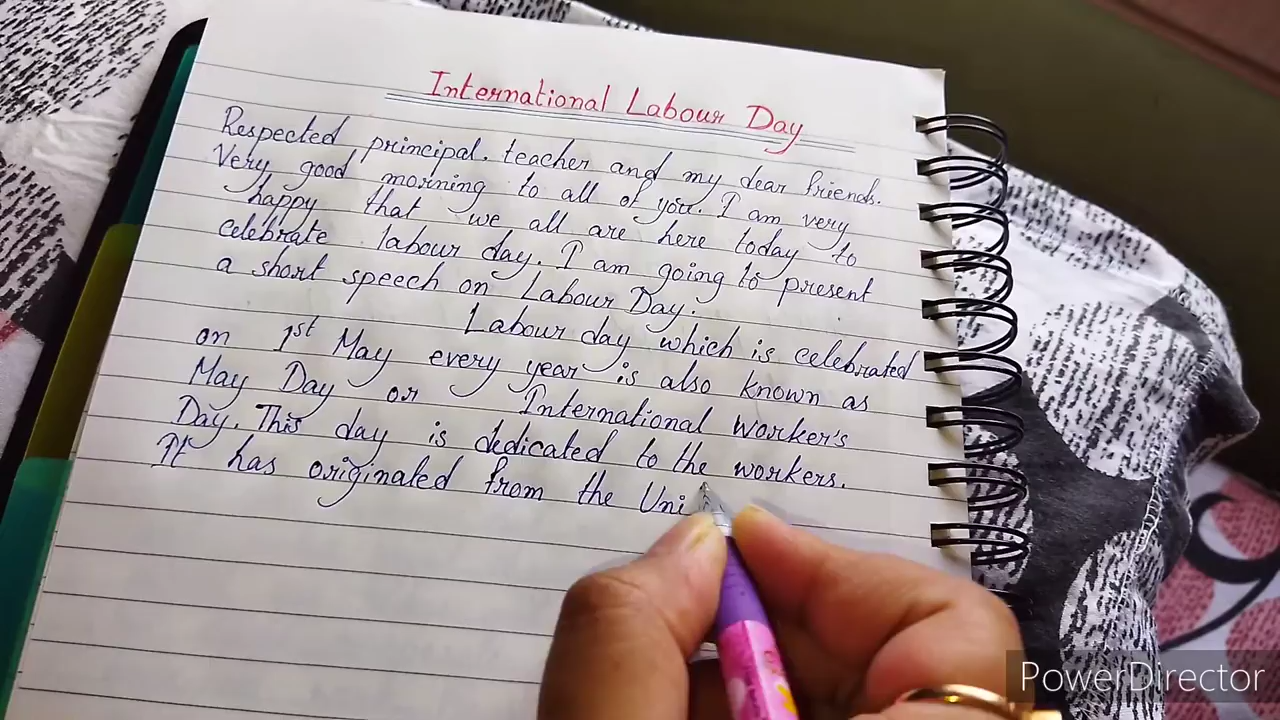 International Labour Day
Respected principal. teacher and my dear friends.
Very good morning to all of you. I am very
happy that we all are here today to
celebrate labour day. I am going to present
a short speech on Labour Day.
Labour day which is celebrated
on 1st May every year is also known as
May Day or International Worker's
Day. This day is dedicated to the workers.
It has originated from the Uni
PowerDirector